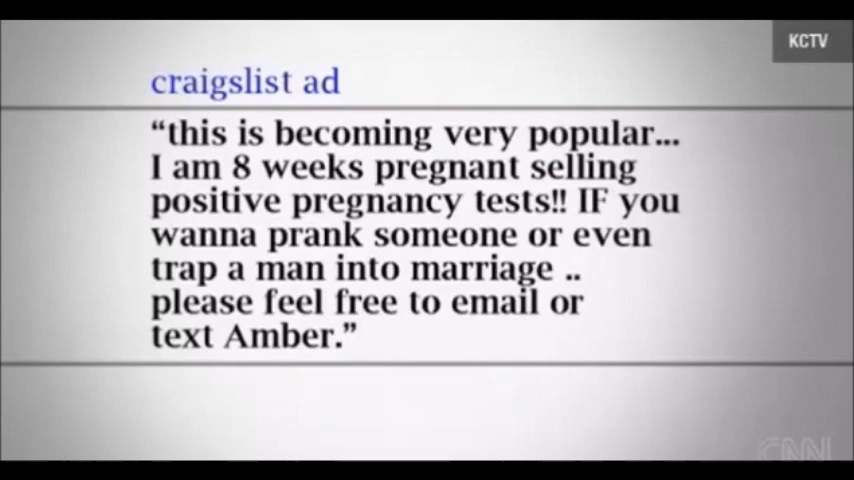 KCTV
craigslist ad
“this is becoming very popular...
I am 8 weeks pregnant selling
positive pregnancy tests!! IF you
wanna prank someone or even
trap a man into marriage ..
please feel free to email or
text Amber.”
CNN